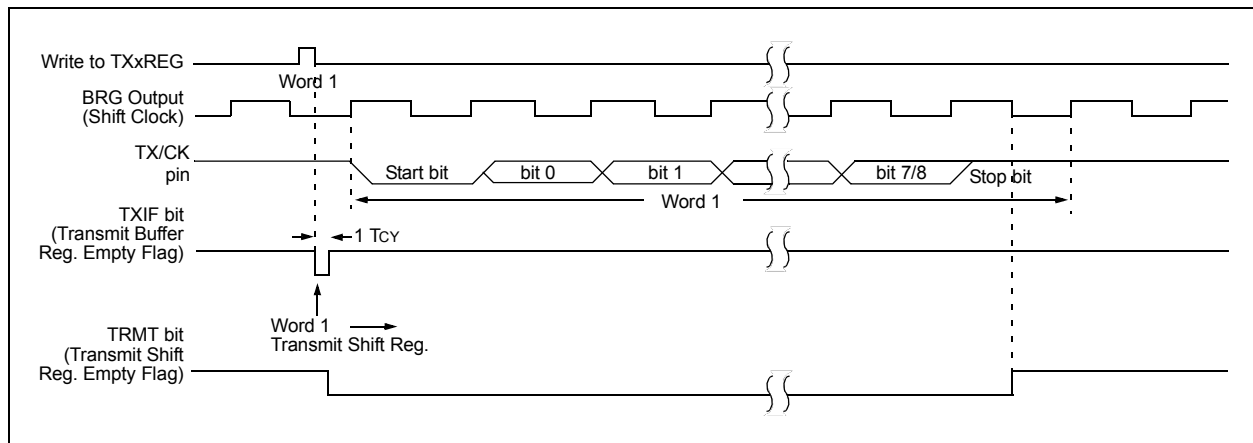 Write to TXxREG
Word 1
BRG Output
(Shift Clock)
TX/CK
pin
Start bit
bit 0
bit 1
bit 7/8
Stop bit
Word 1
TXIF bit
(Transmit Buffer
Reg. Empty Flag)
1 TCY
Word 1
Transmit Shift Reg.
TRMT bit
(Transmit Shift
Reg. Empty Flag)